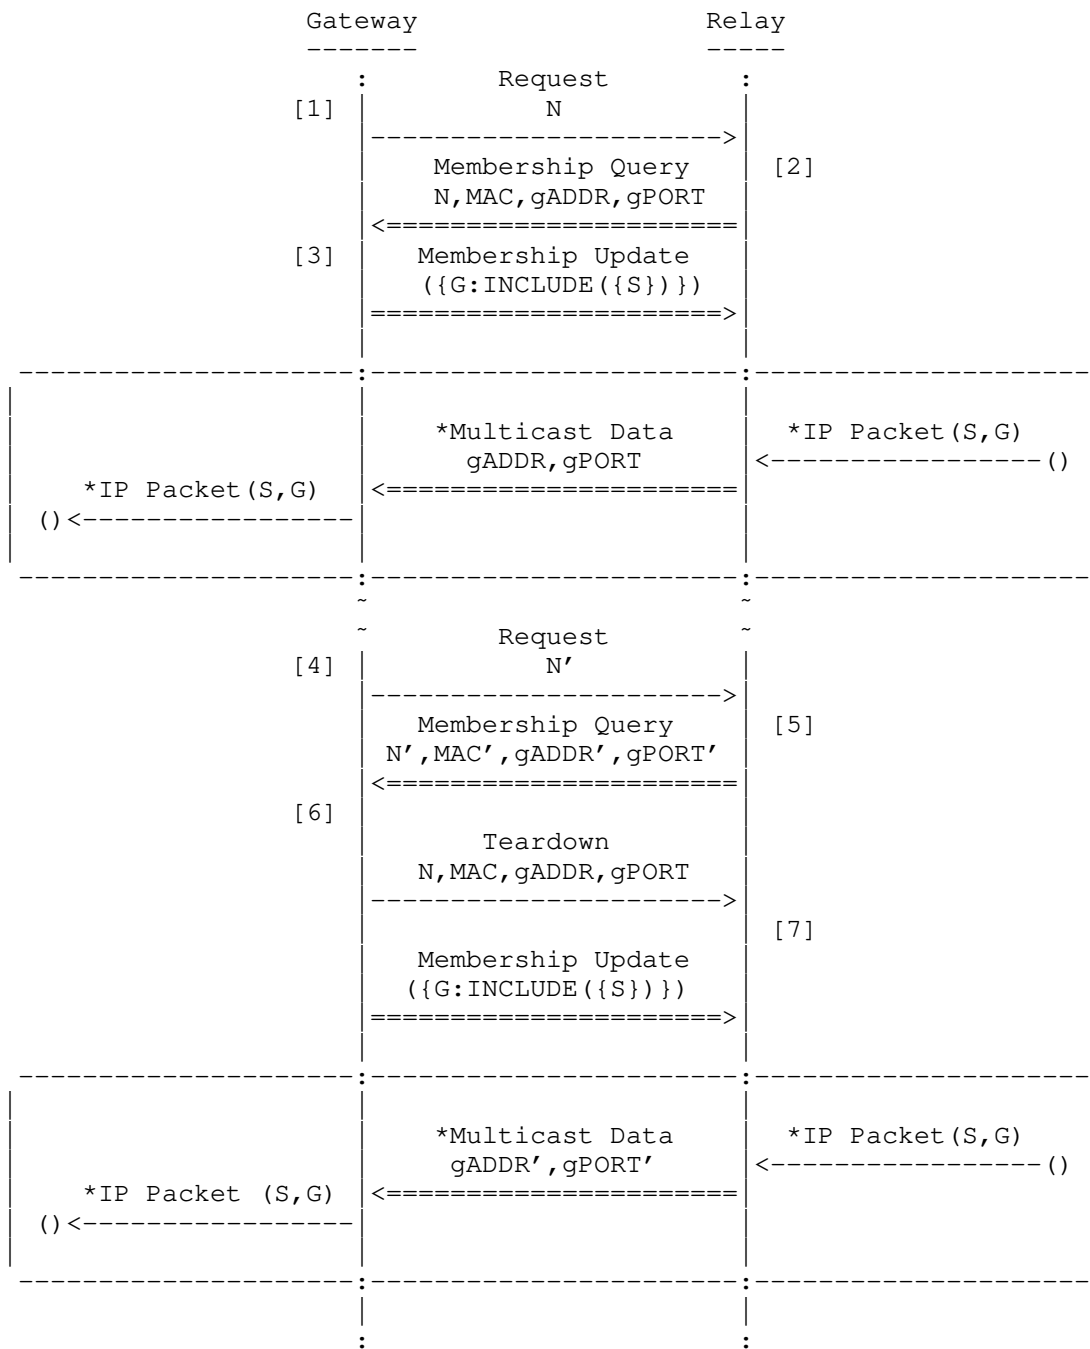 Gateway Relay
------- -----
: Request :
[1] | N |
|---------------------->|
| Membership Query | [2]
| N,MAC,gADDR,gPORT |
|<======================|
[3] | Membership Update |
| ({G:INCLUDE({S})}) |
|======================>|
| |
---------------------:-----------------------:---------------------
| | |
| | *Multicast Data | *IP Packet(S,G)
| | gADDR,gPORT |<-----------------()
| *IP Packet(S,G) |<======================|
| ()<-----------------| |
| | |
---------------------:-----------------------:---------------------
~ ~
~ Request ~
[4] | N′ |
|---------------------->|
| Membership Query | [5]
| N′,MAC′,gADDR′,gPORT′ |
|<======================|
[6] | |
| Teardown |
| N,MAC,gADDR,gPORT |
|---------------------->|
| | [7]
| Membership Update |
| ({G:INCLUDE({S})}) |
|======================>|
| |
---------------------:-----------------------:---------------------
| | |
| | *Multicast Data | *IP Packet(S,G)
| | gADDR′,gPORT′ |<-----------------()
| *IP Packet (S,G) |<======================|
| ()<-----------------| |
| | |
---------------------:-----------------------:---------------------
| |
: :